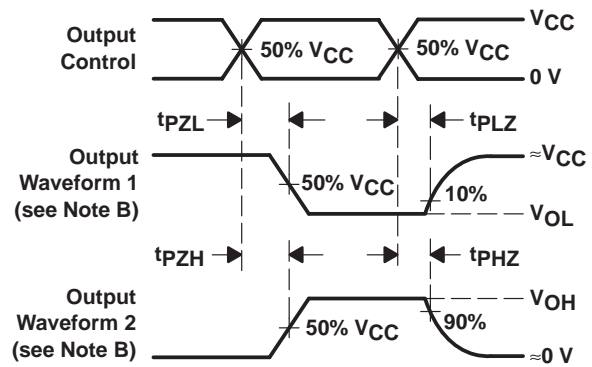 Output
Control
50% VCC
50% VCC
VCC
0 V
tPZL
tPLZ
Output
Waveform 1
(see Note B)
50% VCC
10%
≈VCC
VOL
tPZH
tPHZ
Output
Waveform 2
(see Note B)
50% VCC
90%
VOH
≈0 V